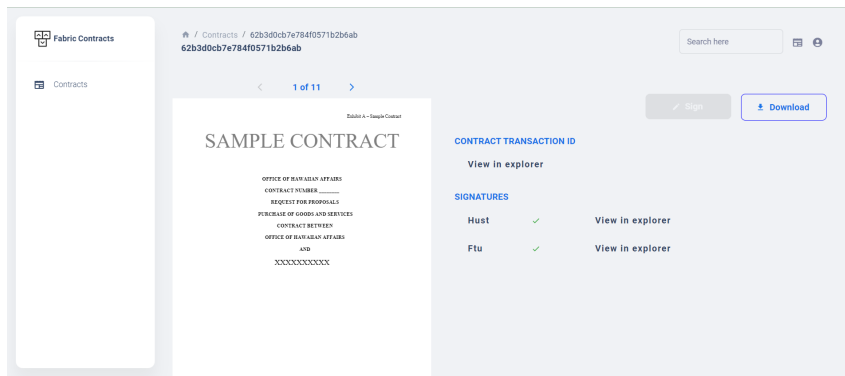 Fabric Contracts
Contracts
/ Contracts / 62b3d0cb7e784f0571b2b6ab
62b3d0cb7e784f0571b2b6ab
Search here
1 of 11
Sign
Download
Exhibit A – Sample Contract
SAMPLE CONTRACT
OFFICE OF HAWAIIAN AFFAIRS
CONTRACT NUMBER ________
REQUEST FOR PROPOSALS
PURCHASE OF GOODS AND SERVICES
CONTRACT BETWEEN
OFFICE OF HAWAIIAN AFFAIRS
AND
XXXXXXXXXX
CONTRACT TRANSACTION ID
View in explorer
SIGNATURES
Hust View in explorer
Ftu View in explorer